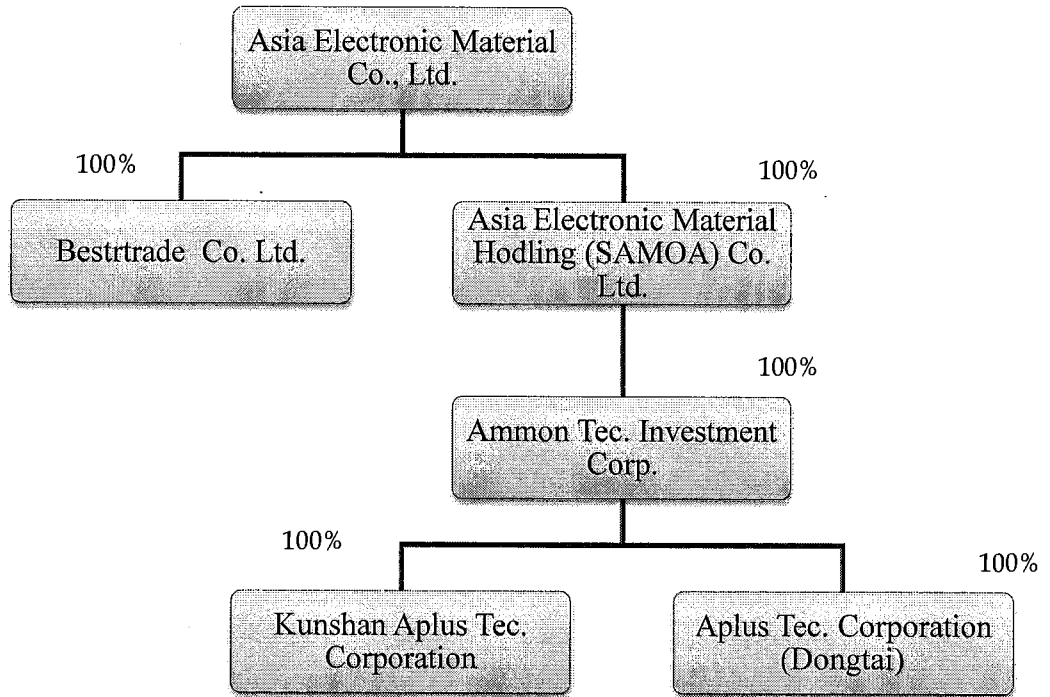 Asia Electronic Material
Co., Ltd.
100%
100%
Bestrtrade Co. Ltd.
Asia Electronic Material
Hodling (SAMOA) Co.
Ltd.
100%
Ammon Tec. Investment
Corp.
100%
100%
Kunshan Aplus Tec.
Corporation
Aplus Tec. Corporation
(Dongtai)